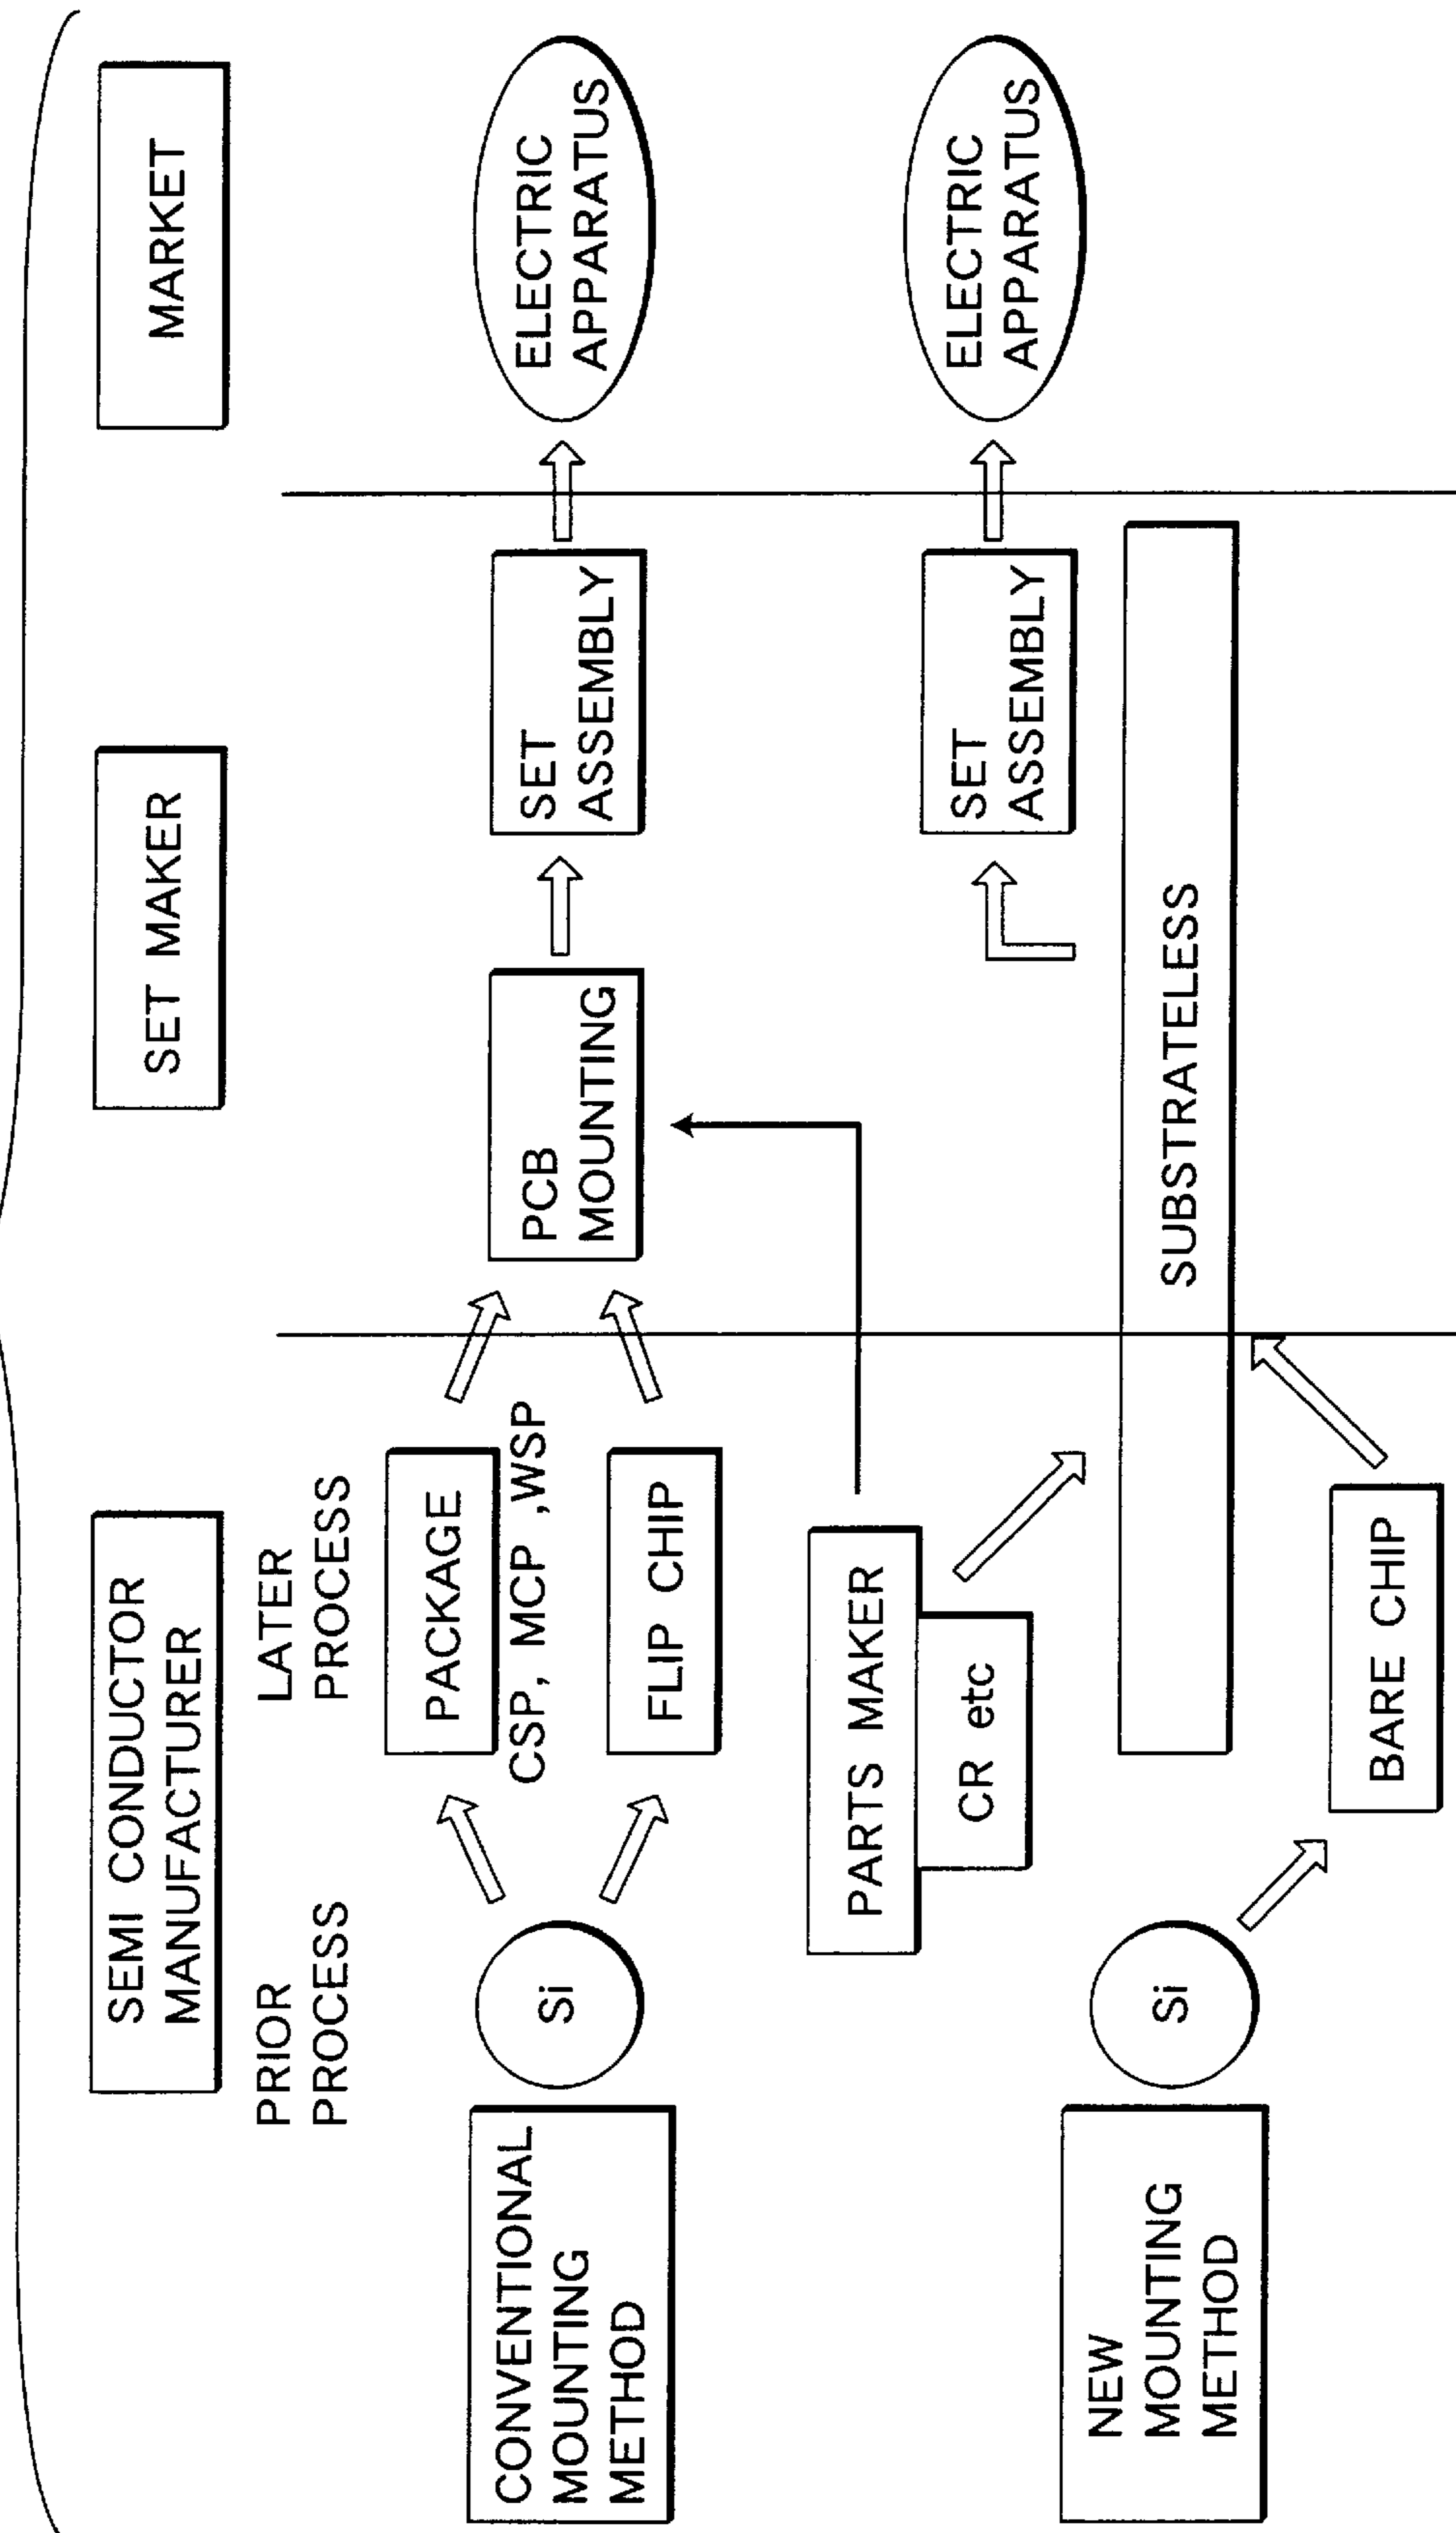 SEMI CONDUCTOR
MANUFACTURER
SET MAKER
MARKET
PRIOR
PROCESS
LATER
PROCESS
CONVENTIONAL
MOUNTING
METHOD
Si
PACKAGE
CSP, MCP ,WSP
FLIP CHIP
PCB
MOUNTING
SET
ASSEMBLY
ELECTRIC
APPARATUS
PARTS MAKER
CR etc
NEW
MOUNTING
METHOD
Si
BARE CHIP
SUBSTRATELESS
SET
ASSEMBLY
ELECTRIC
APPARATUS